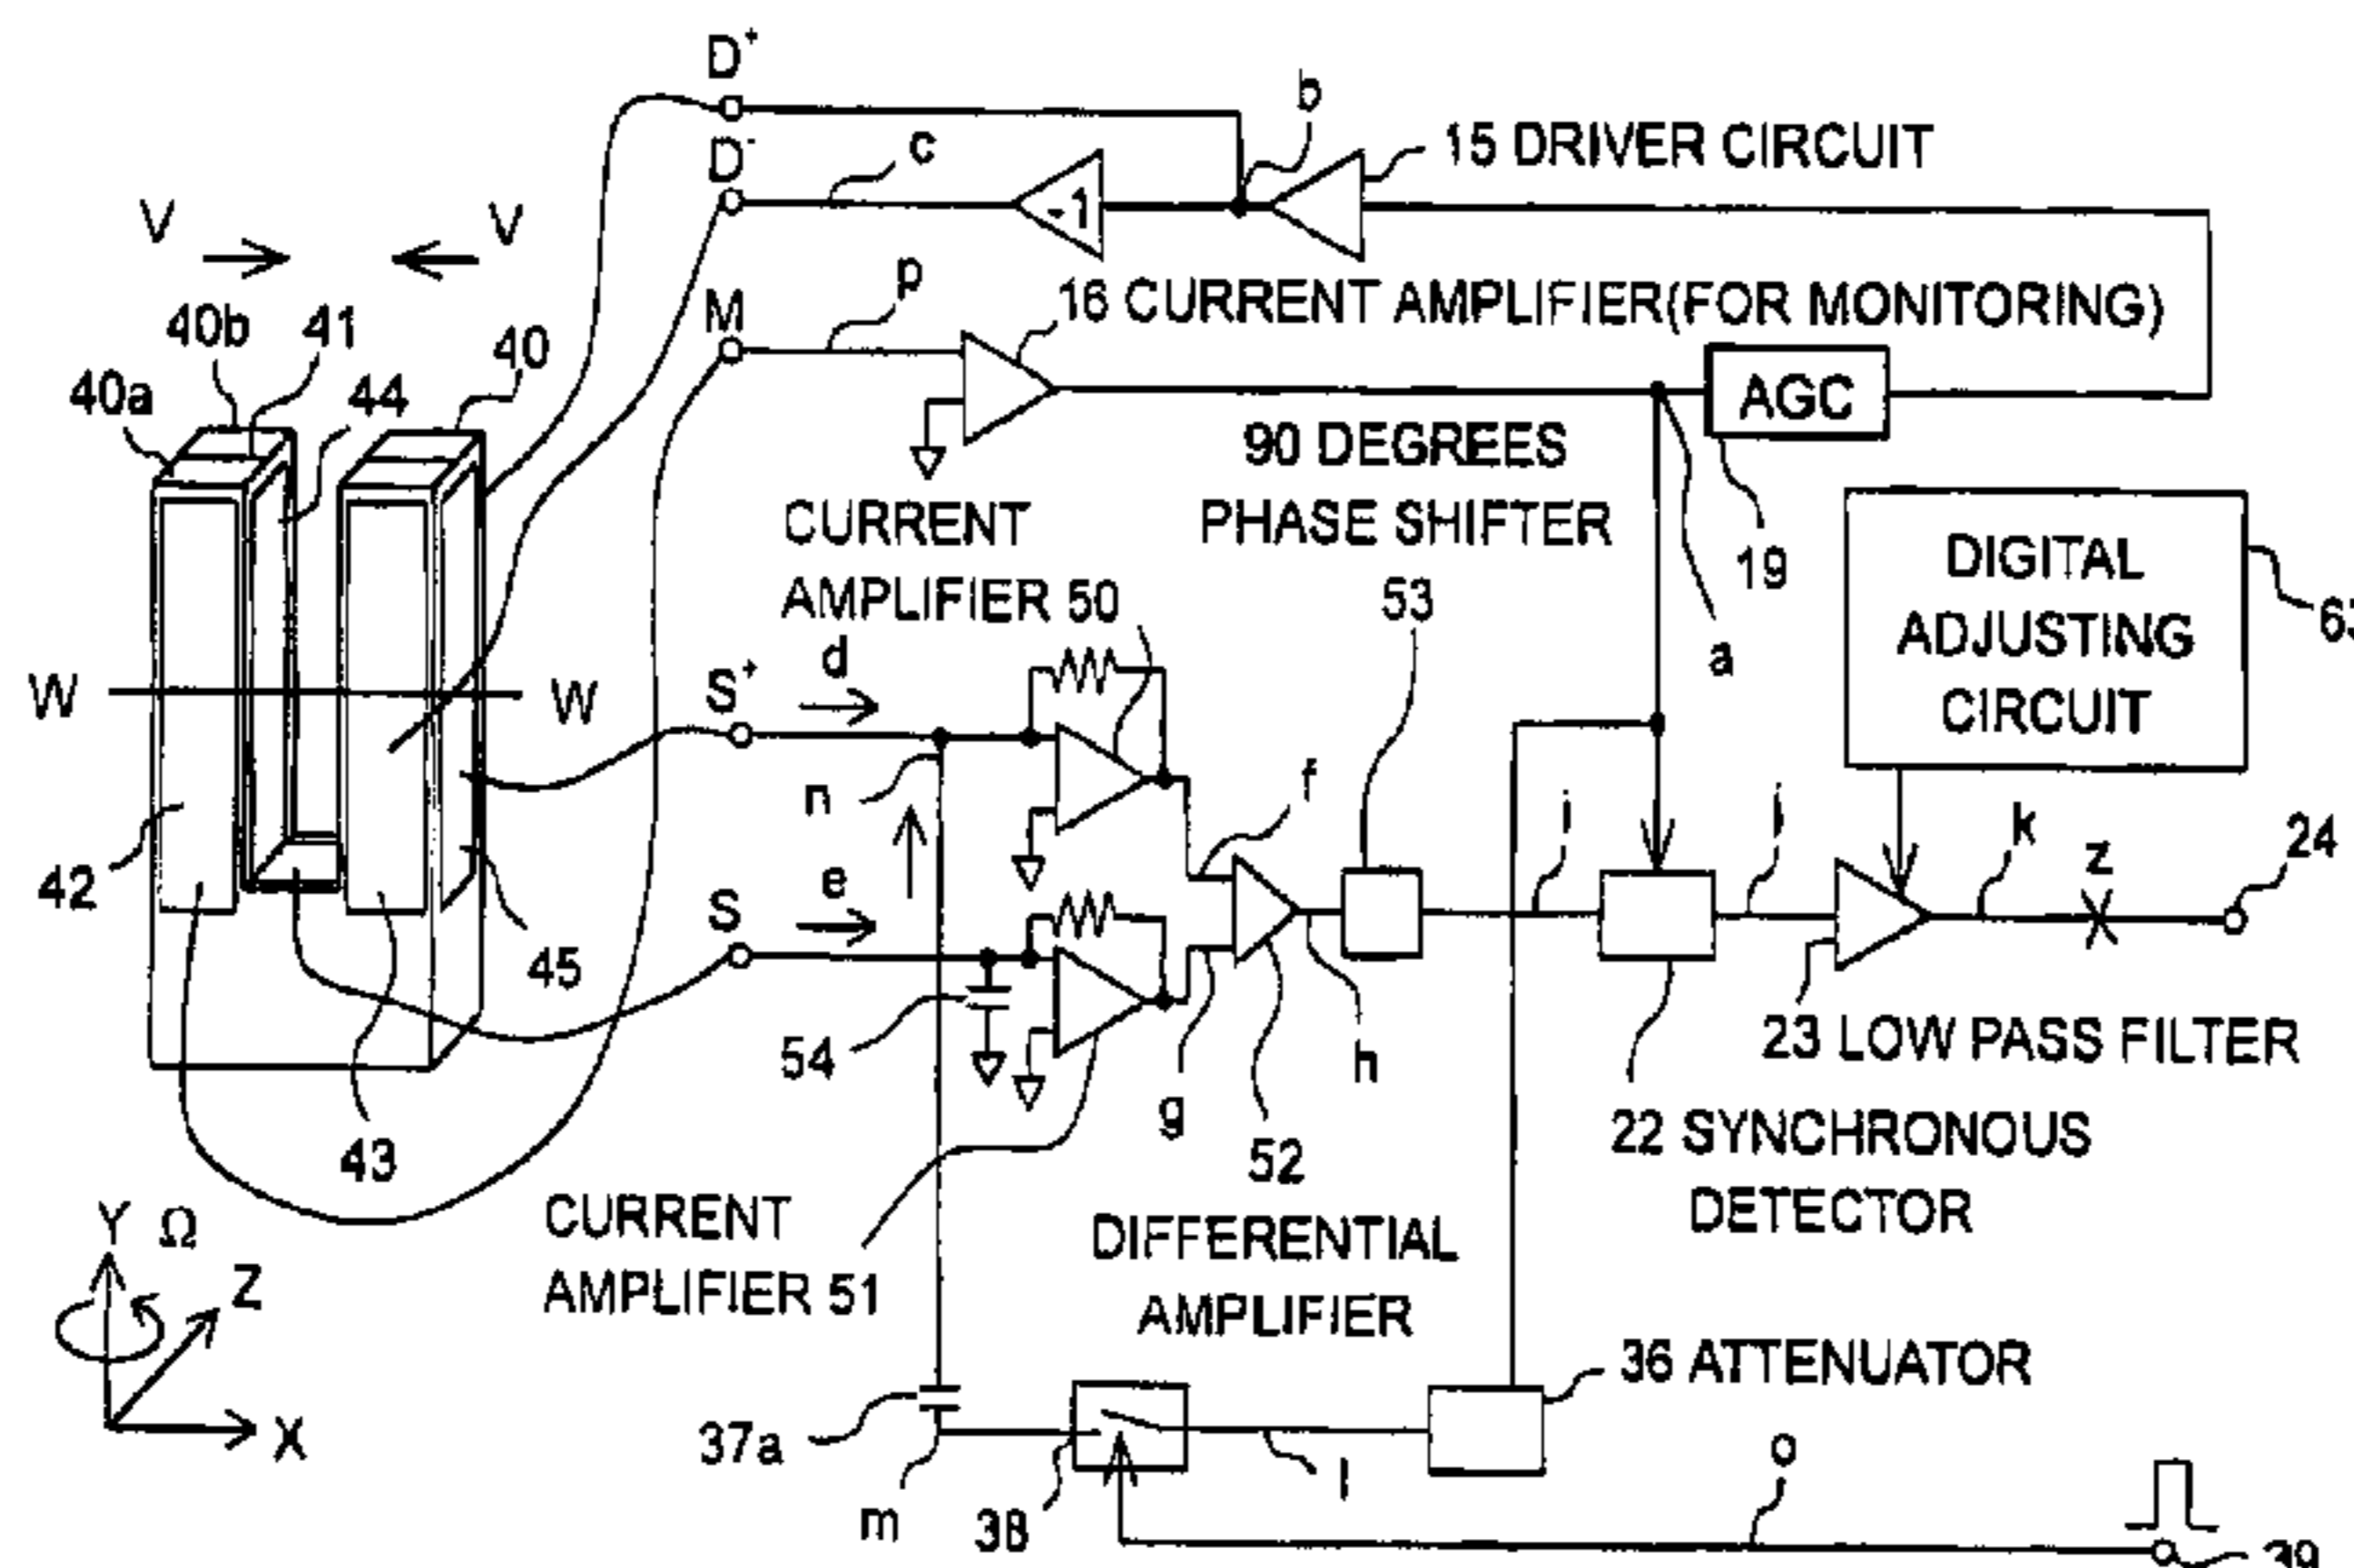 D+
b
D-
c
15 DRIVER CIRCUIT
-1
V
V
p
M
16 CURRENT AMPLIFIER(FOR MONITORING)
40b
41
40
40a
44
AGC
90 DEGREES
PHASE SHIFTER
CURRENT
AMPLIFIER 50
53
19
DIGITAL
ADJUSTING
CIRCUIT
a
d
W
W
S+
n
f
i
j
k
z
24
42
e
S
45
54
g
h
52
23 LOW PASS FILTER
43
22 SYNCHRONOUS
DETECTOR
CURRENT
AMPLIFIER 51
DIFFERENTIAL
AMPLIFIER
Y
Ω
Z
X
36 ATTENUATOR
37a
m
38
l
o
39